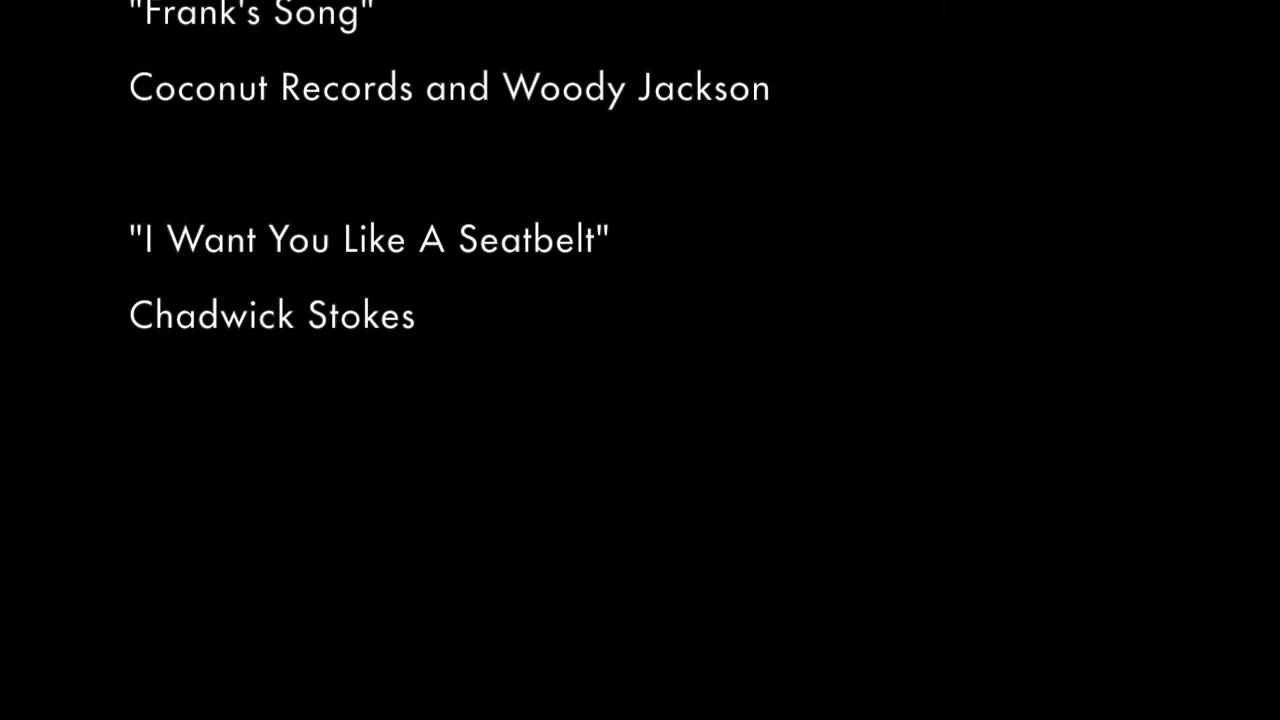 "Frank's Song"
Coconut Records and Woody Jackson
"I Want You Like A Seatbelt"
Chadwick Stokes